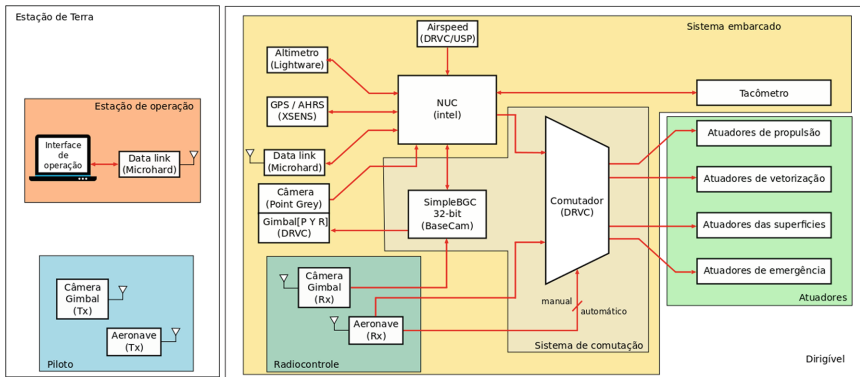 Estação de Terra
Estação de operação
Interface
de
operação
Data link
(Microhard)
Câmera
Gimbal
(Tx)
Aeronave
(Tx)
Piloto
Sistema embarcado
Airspeed
(DRVC/USP)
Altimetro
(Lightware)
GPS / AHRS
(XSENS)
Data link
(Microhard)
Câmera
(Point Grey)
Gimbal[P Y R]
(DRVC)
NUC
(intel)
SimpleBGC
32-bit
(BaseCam)
Câmera
Gimbal
(Rx)
Aeronave
(Rx)
Radiocontrole
Comutador
(DRVC)
manual
automático
Sistema de comutação
Tacômetro
Atuadores de propulsão
Atuadores de vetorização
Atuadores das superficies
Atuadores de emergência
Atuadores
Dirigível